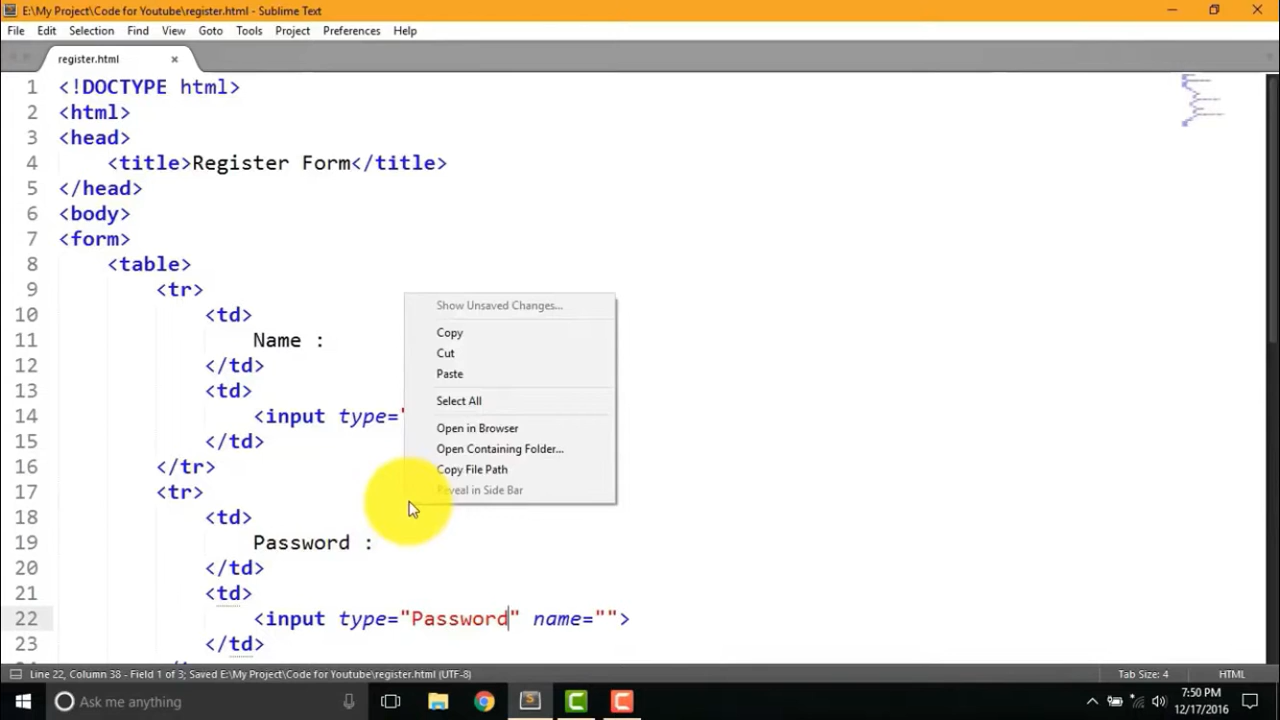 E:\My Project\Code for Youtube\register.html - Sublime Text
File Edit Selection Find View Goto Tools Project Preferences Help
register.html
1 <!DOCTYPE html>
2 <html>
3 <head>
4 <title>Register Form</title>
5 </head>
6 <body>
7 <form>
8 <table>
9 <tr>
10 <td>
11 Name :
12 </td>
13 <td>
14 <input type="
15 </td>
16 </tr>
17 <tr>
18 <td>
19 Password :
20 </td>
21 <td>
22 <input type="Password" name="">
23 </td>
Show Unsaved Changes...
Copy
Cut
Paste
Select All
Open in Browser
Open Containing Folder...
Copy File Path
Reveal in Side Bar
Line 22, Column 38 - Field 1 of 3; Saved E:\My Project\Code for Youtube\register.html (UTF-8) Tab Size: 4 HTML
Ask me anything
7:50 PM
12/17/2016